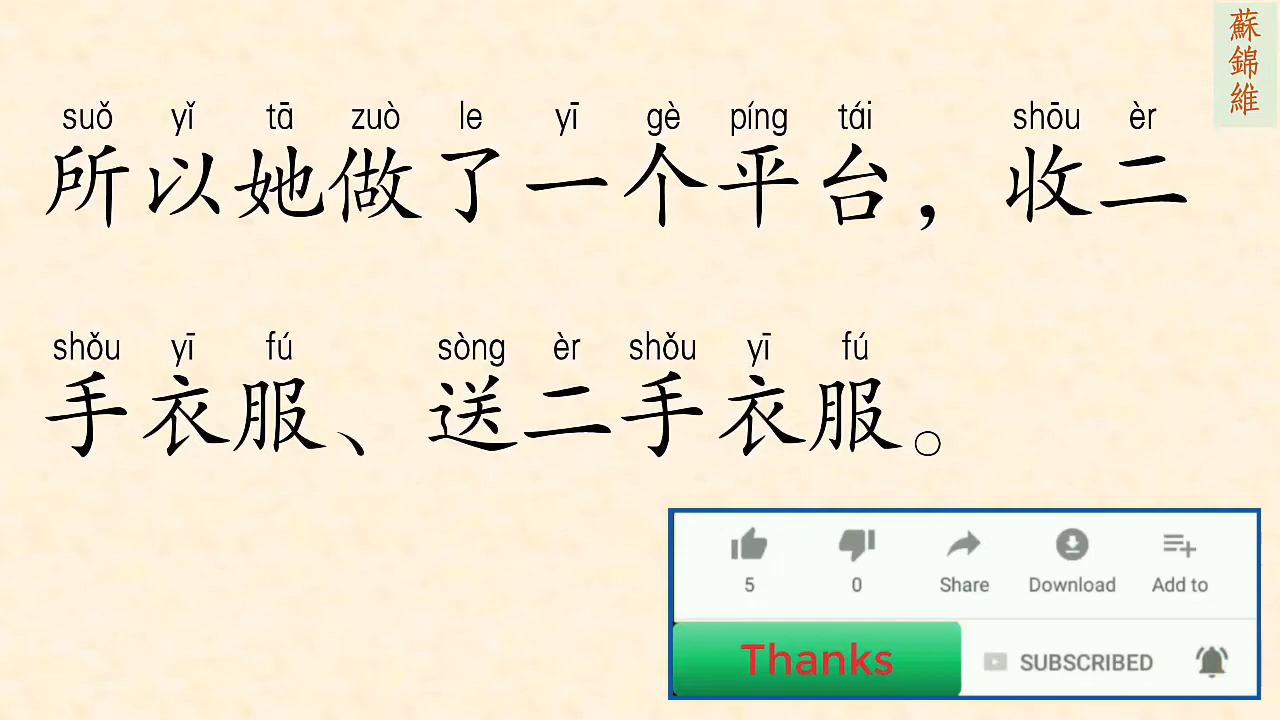 蘇錦維
suǒ yǐ tā zuò le yī gè píng tái shōu èr
所以她做了一个平台，收二
shǒu yī fú sòng èr shǒu yī fú
手衣服、送二手衣服。
5 0 Share Download Add to
Thanks SUBSCRIBED